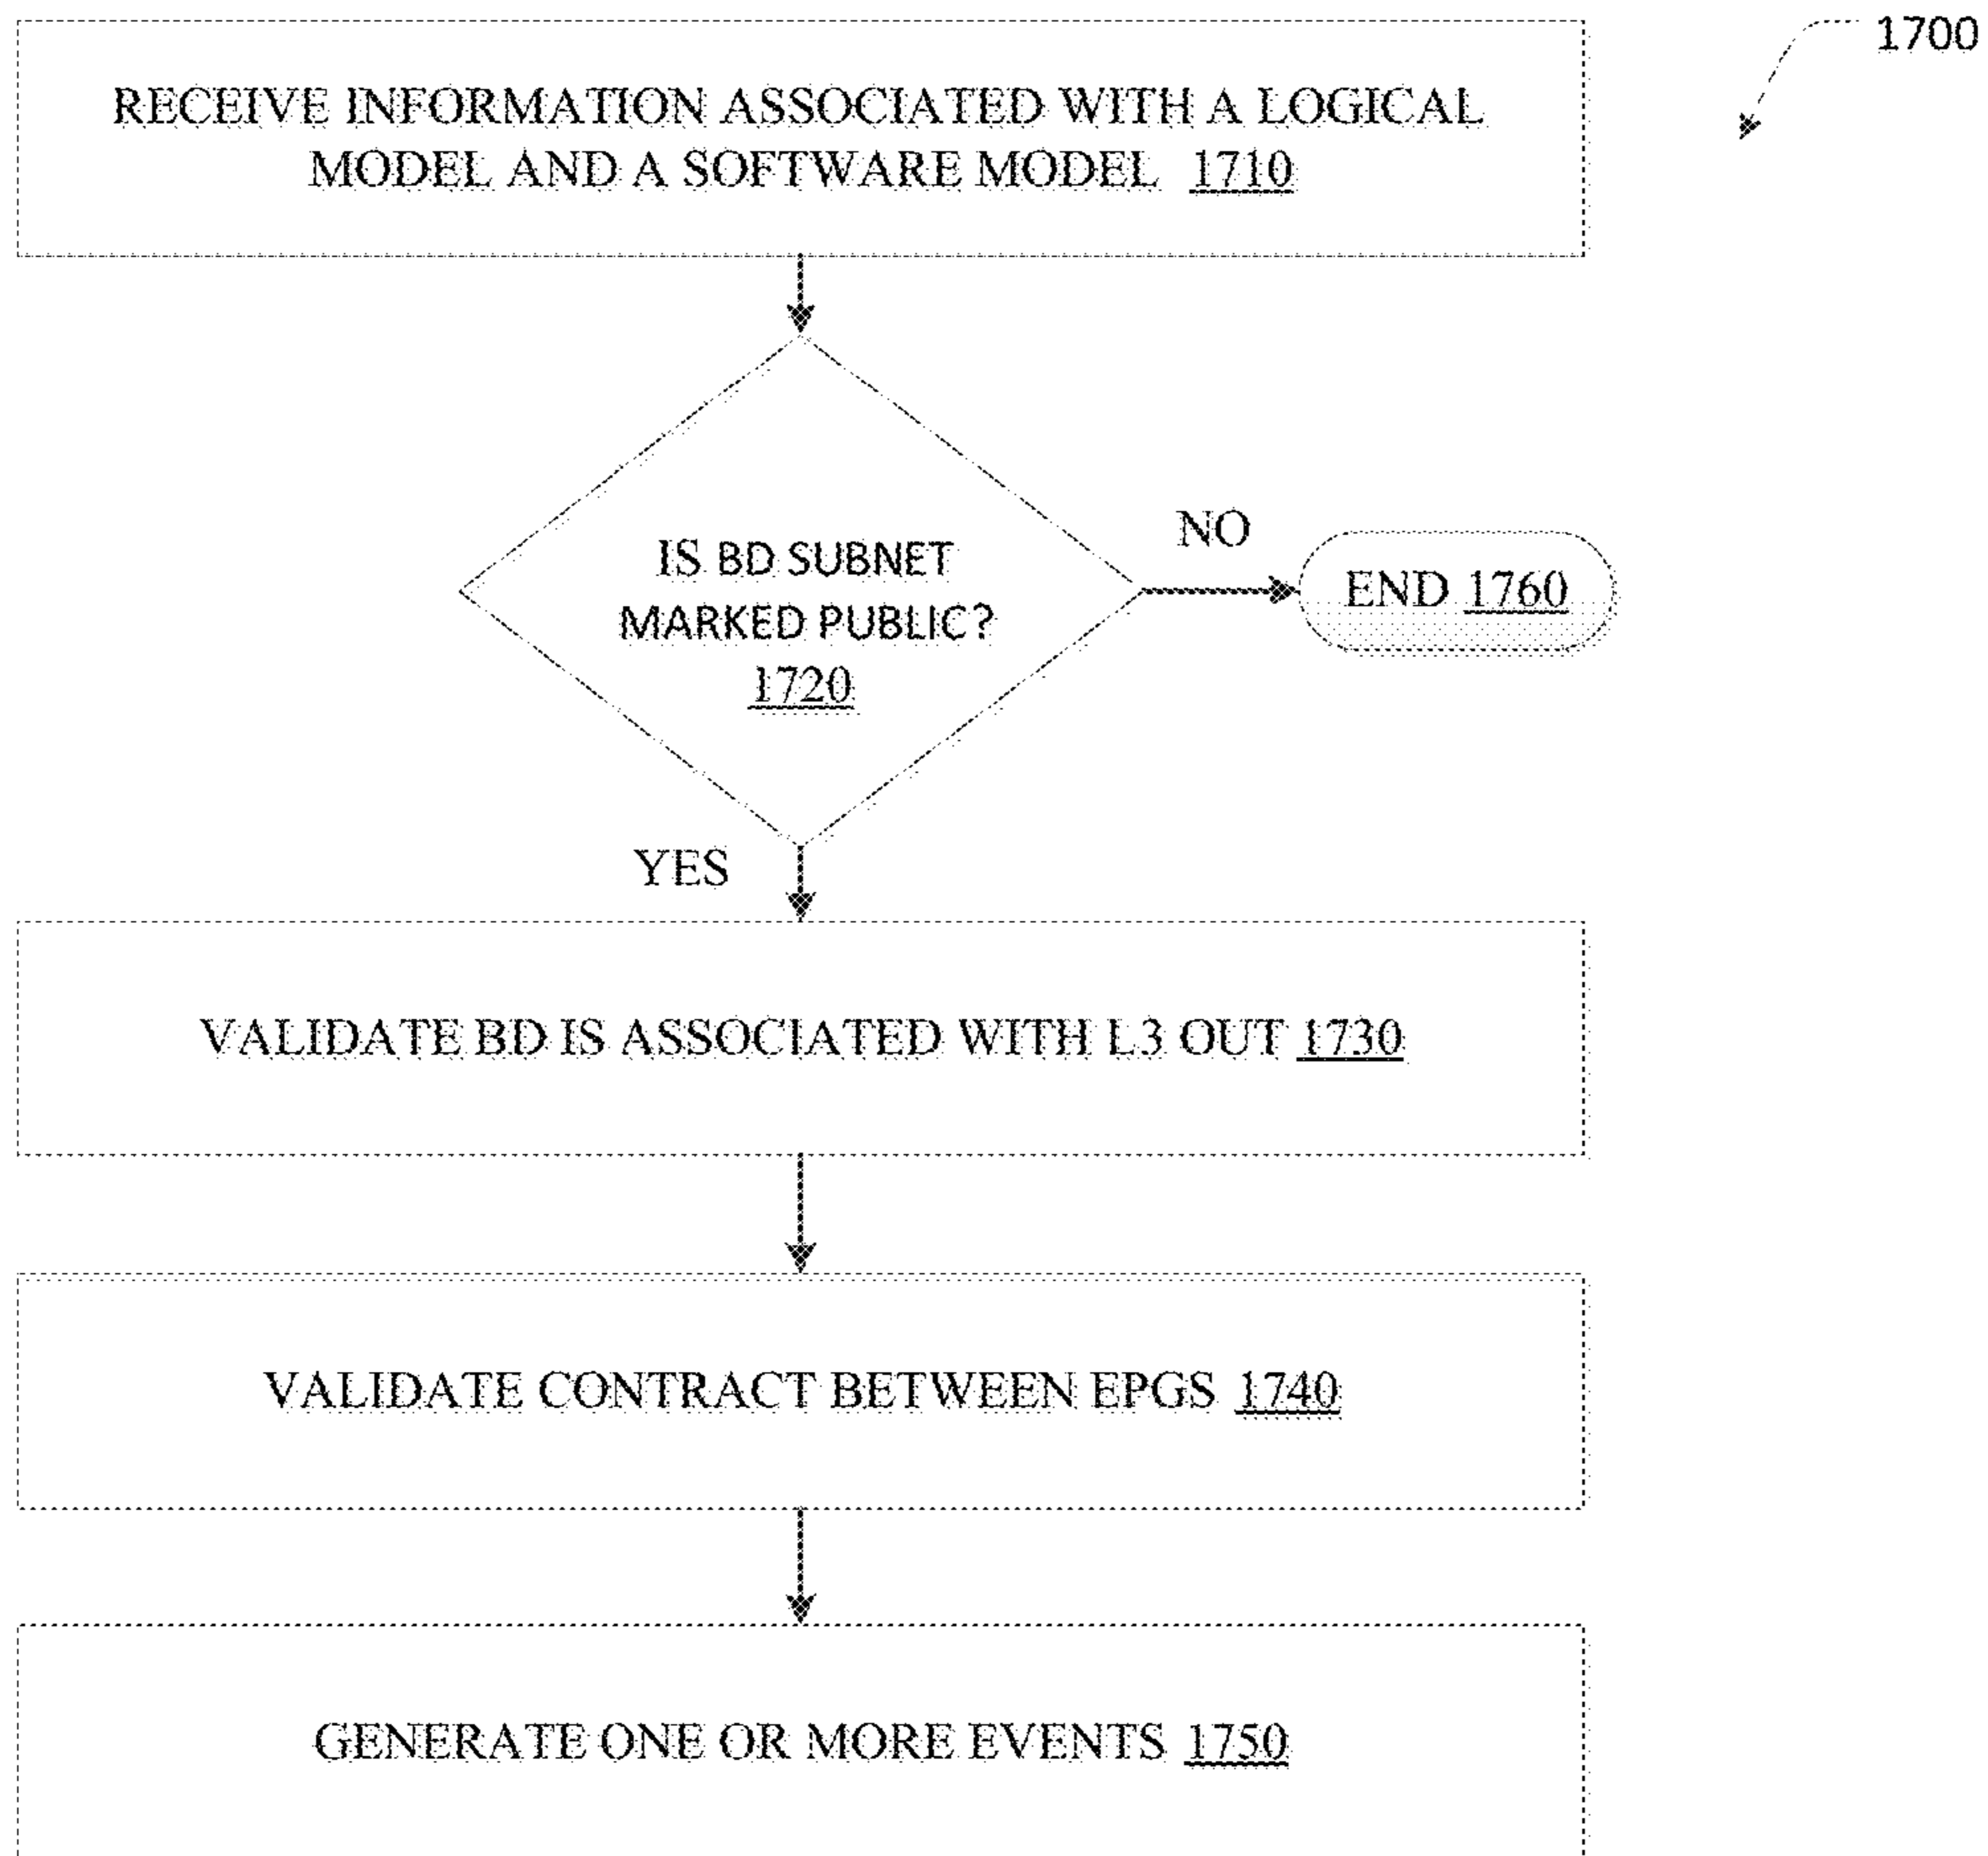 1700
RECEIVE INFORMATION ASSOCIATED WITH A LOGICAL
MODEL AND A SOFTWARE MODEL 1710
IS BD SUBNET
MARKED PUBLIC?
1720
NO
END 1760
YES
VALIDATE BD IS ASSOCIATED WITH L3 OUT 1730
VALIDATE CONTRACT BETWEEN EPGS 1740
GENERATE ONE OR MORE EVENTS 1750